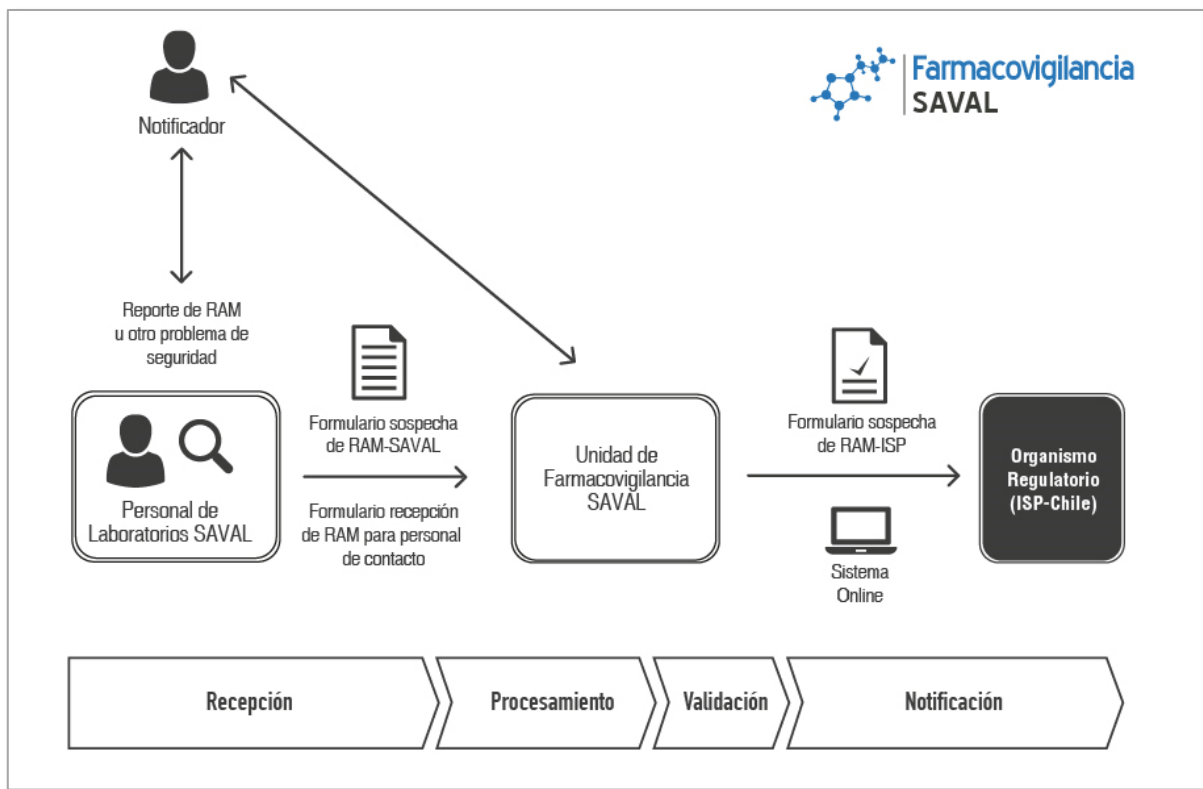 Farmacovigilancia
SAVAL
Notificador
Reporte de RAM
u otro problema de
seguridad
Personal de
Laboratorios SAVAL
Formulario sospecha
de RAM-SAVAL
Formulario recepción
de RAM para personal
de contacto
Unidad de
Farmacovigilancia
SAVAL
Formulario sospecha
de RAM-ISP
Sistema
Online
Organismo
Regulatorio
(ISP-Chile)
Recepción
Procesamiento
Validación
Notificación